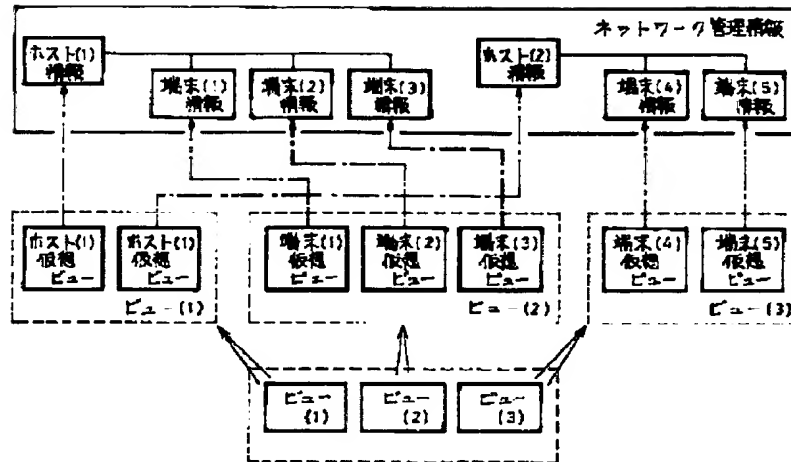 ネットワーク管理情報
ホスト(1)
情報
端末(1)
情報
端末(2)
情報
端末(3)
情報
ホスト(2)
情報
端末(4)
情報
端末(5)
情報
ホスト(1)
仮想
ビュー
ホスト(1)
仮想
ビュー
ビュー(1)
端末(1)
仮想
ビュー
端末(2)
仮想
ビュー
端末(3)
仮想
ビュー
ビュー(2)
端末(4)
仮想
ビュー
端末(5)
仮想
ビュー
ビュー(3)
ビュー
(1)
ビュー
(2)
ビュー
(3)